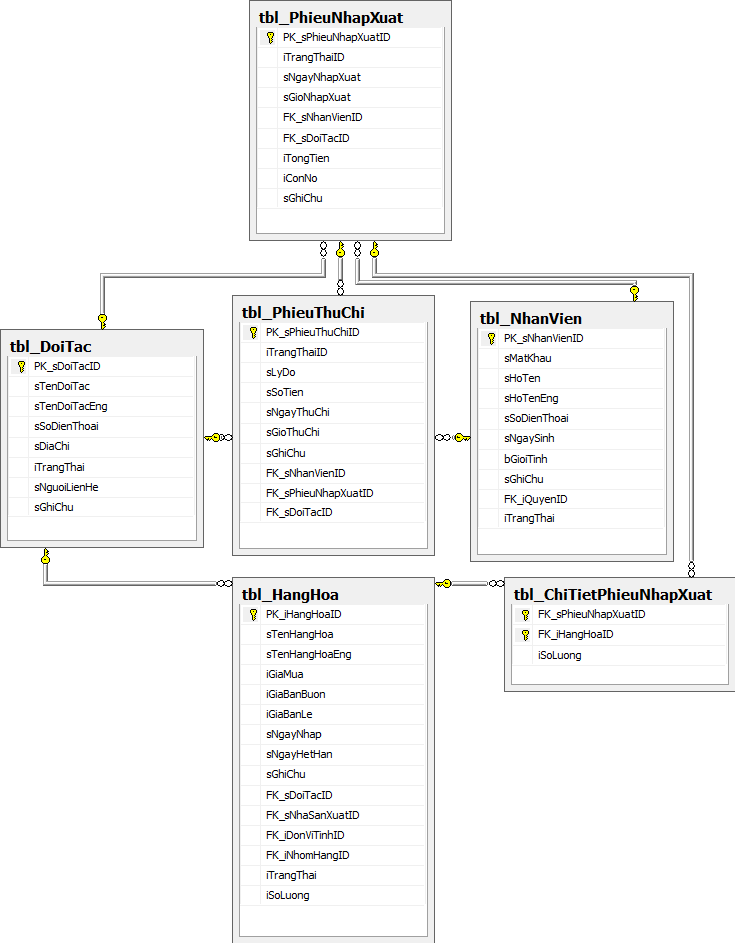 tbl_PhieuNhapXuat
PK_sPhieuNhapXuatID
iTrangThaiID
sNgayNhapXuat
sGioNhapXuat
FK_sNhanVienID
FK_sDoiTacID
iTongTien
iConNo
sGhiChu
tbl_DoiTac
PK_sDoiTacID
sTenDoiTac
sTenDoiTacEng
sSoDienThoai
sDiaChi
iTrangThai
sNguoiLienHe
sGhiChu
tbl_PhieuThuChi
PK_sPhieuThuChiID
iTrangThaiID
sLyDo
sSoTien
sNgayThuChi
sGioThuChi
sGhiChu
FK_sNhanVienID
FK_sPhieuNhapXuatID
FK_sDoiTacID
tbl_NhanVien
PK_sNhanVienID
sMatKhau
sHoTen
sHoTenEng
sSoDienThoai
sNgaySinh
bGioiTinh
sGhiChu
FK_iQuyenID
iTrangThai
tbl_HangHoa
PK_iHangHoaID
sTenHangHoa
sTenHangHoaEng
iGiaMua
iGiaBanBuon
iGiaBanLe
sNgayNhap
sNgayHetHan
sGhiChu
FK_sDoiTacID
FK_sNhaSanXuatID
FK_iDonViTinhID
FK_iNhomHangID
iTrangThai
iSoLuong
tbl_ChiTietPhieuNhapXuat
FK_sPhieuNhapXuatID
FK_iHangHoaID
iSoLuong